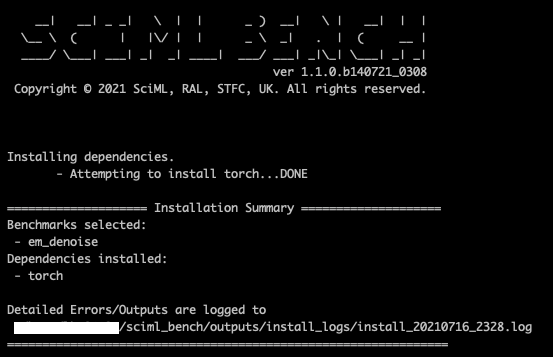 SCIML BENCH
ver 1.1.0.b140721_0308
Copyright © 2021 SciML, RAL, STFC, UK. All rights reserved.
Installing dependencies.
- Attempting to install torch...DONE
==================== Installation Summary ====================
Benchmarks selected:
- em_denoise
Dependencies installed:
- torch
Detailed Errors/Outputs are logged to
/sciml_bench/outputs/install_logs/install_20210716_2328.log
===========================================================